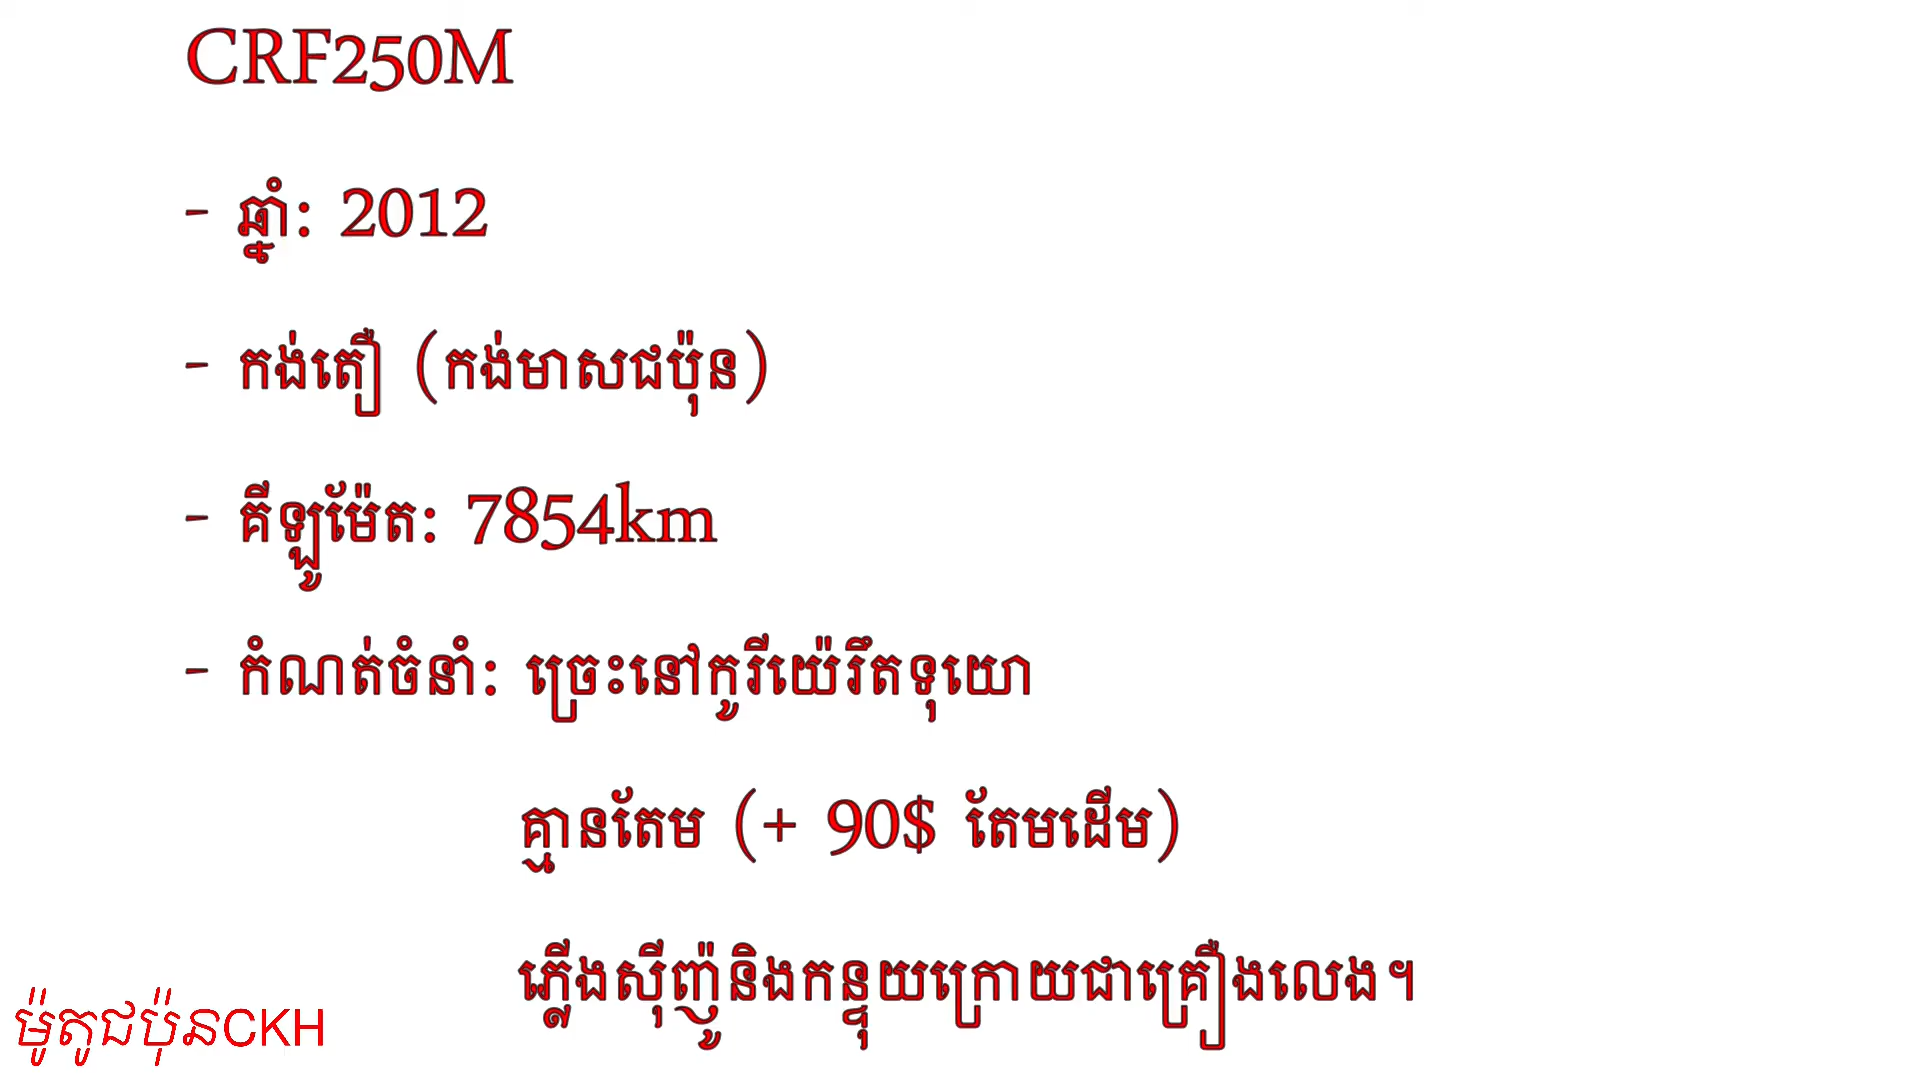 CRF250M
- ឆ្នាំ: 2012
- កង់តឿ (កង់មាសជប៉ុន)
- គីឡូម៉ែត: 7854km
- កំណត់ចំនាំ: ច្រេះនៅកូរីយ៉េរឹតទុយោ
គ្មានតែម (+ 90$ តែមដើម)
ភ្លើងស៊ីញ៉ូនិងកន្ទុយក្រោយជាគ្រឿងលេង។
ម៉ូតូជប៉ុនCKH